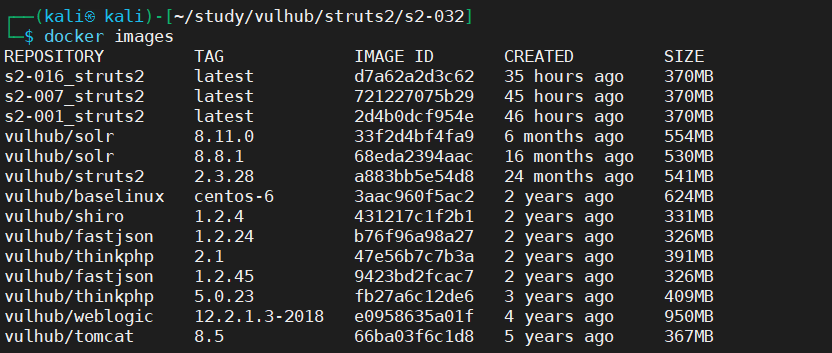 ┌──(kali㉿kali)-[~/study/vulhub/struts2/s2-032]
└─$ docker images
REPOSITORY TAG IMAGE ID CREATED SIZE
s2-016_struts2 latest d7a62a2d3c62 35 hours ago 370MB
s2-007_struts2 latest 721227075b29 45 hours ago 370MB
s2-001_struts2 latest 2d4b0dcf954e 46 hours ago 370MB
vulhub/solr 8.11.0 33f2d4bf4fa9 6 months ago 554MB
vulhub/solr 8.8.1 68eda2394aac 16 months ago 530MB
vulhub/struts2 2.3.28 a883bb5e54d8 24 months ago 541MB
vulhub/baselinux centos-6 3aac960f5ac2 2 years ago 624MB
vulhub/shiro 1.2.4 431217c1f2b1 2 years ago 331MB
vulhub/fastjson 1.2.24 b76f96a98a27 2 years ago 326MB
vulhub/thinkphp 2.1 47e56b7c7b3a 2 years ago 391MB
vulhub/fastjson 1.2.45 9423bd2fcac7 2 years ago 326MB
vulhub/thinkphp 5.0.23 fb27a6c12de6 3 years ago 409MB
vulhub/weblogic 12.2.1.3-2018 e0958635a01f 4 years ago 950MB
vulhub/tomcat 8.5 66ba03f6c1d8 5 years ago 367MB